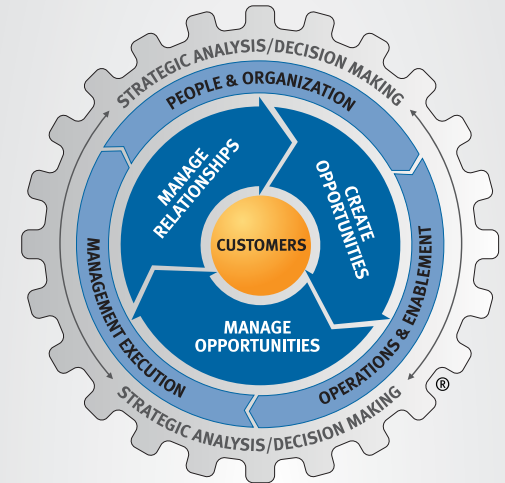 STRATEGIC ANALYSIS/DECISION MAKING
PEOPLE & ORGANIZATION
MANAGE
RELATIONSHIPS
CREATE
OPPORTUNITIES
CUSTOMERS
MANAGE
OPPORTUNITIES
MANAGEMENT EXECUTION
OPERATIONS & ENABLEMENT
STRATEGIC ANALYSIS/DECISION MAKING
®